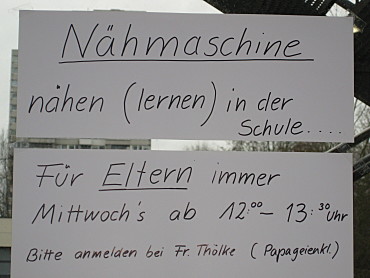 Nähmaschine
nähen (lernen) in der
Schule....
Für Eltern immer
Mittwoch's ab 12:00 - 13:30 Uhr
Bitte anmelden bei Fr. Thölke (Papageienkl.)